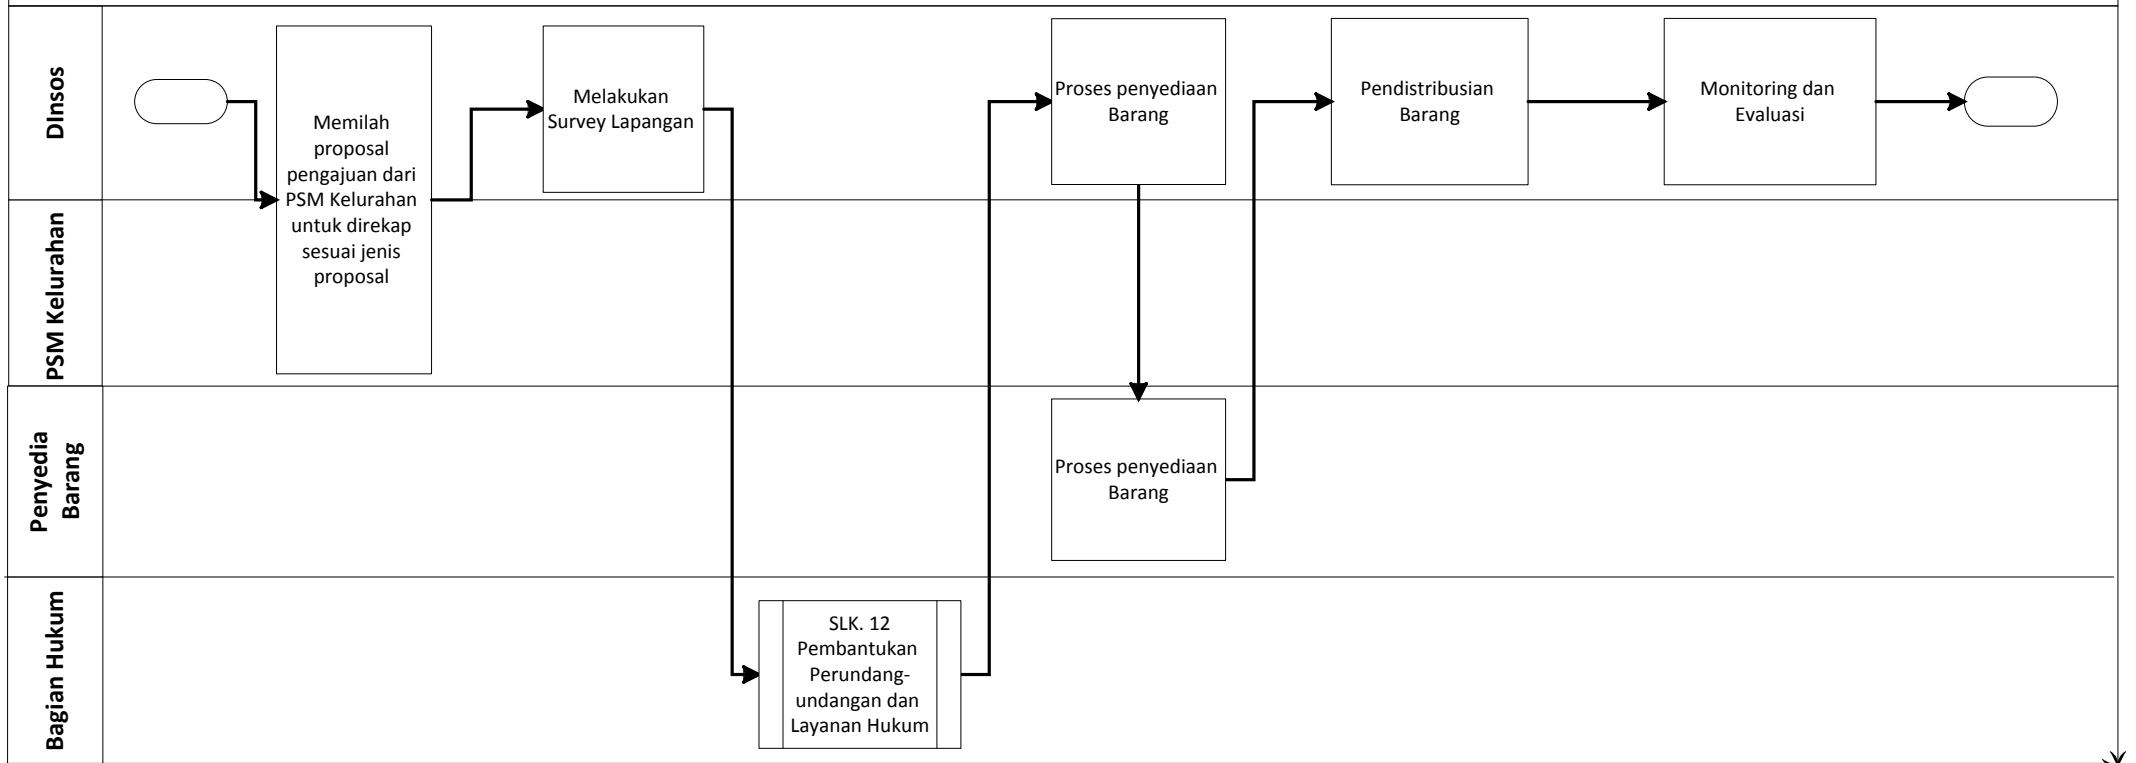 DInsos
Memilah
proposal
pengajuan dari
PSM Kelurahan
untuk direkap
sesuai jenis
proposal
Melakukan
Survey Lapangan
Proses penyediaan
Barang
Pendistribusian
Barang
Monitoring dan
Evaluasi
PSM Kelurahan
Penyedia
Barang
Proses penyediaan
Barang
Bagian Hukum
SLK. 12
Pembantukan
Perundang-
undangan dan
Layanan Hukum